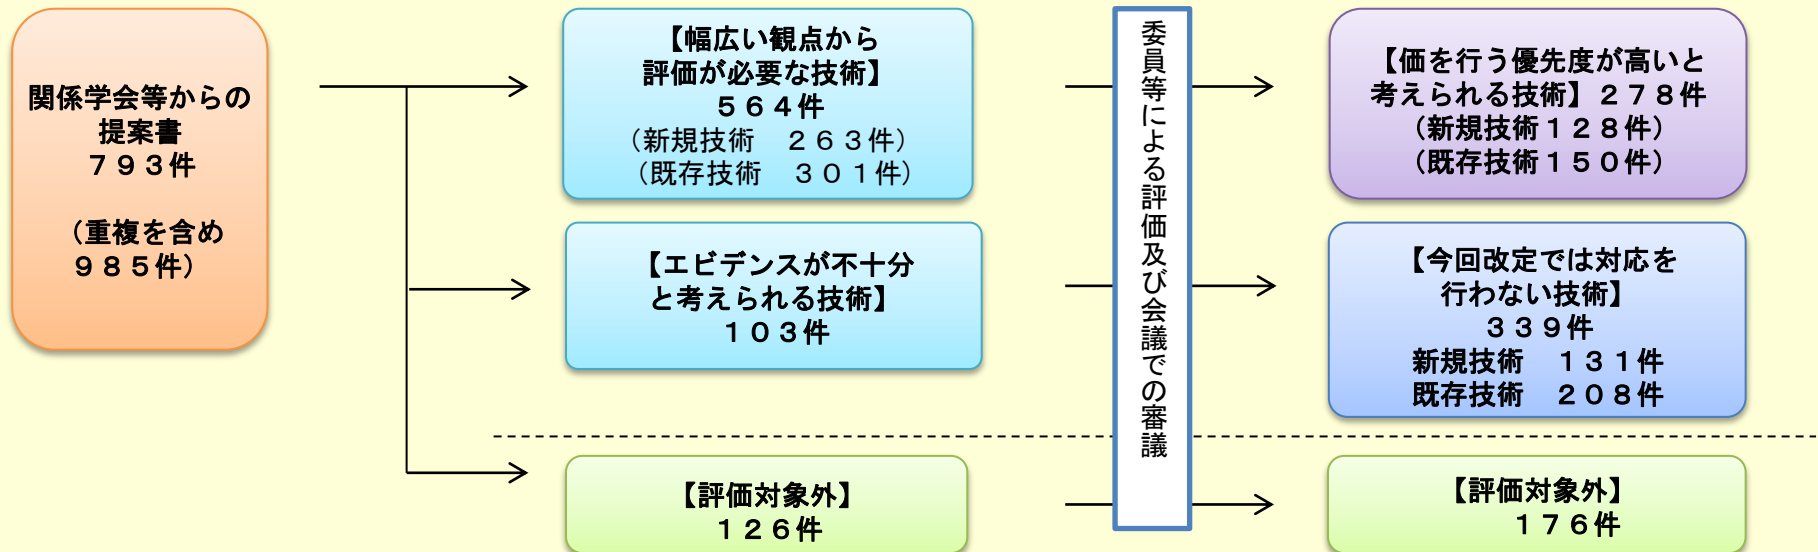 関係学会等からの
提案書
７９３件
（重複を含め
９８５件）
【幅広い観点から
評価が必要な技術】
５６４件
（新規技術　２６３件）
（既存技術　３０１件）
【エビデンスが不十分
と考えられる技術】
１０３件
【評価対象外】
１２６件
委員等による評価及び会議での審議
【価を行う優先度が高いと
考えられる技術】２７８件
（新規技術１２８件）
（既存技術１５０件）
【今回改定では対応を
行わない技術】
３３９件
新規技術　１３１件
既存技術　２０８件
【評価対象外】
１７６件